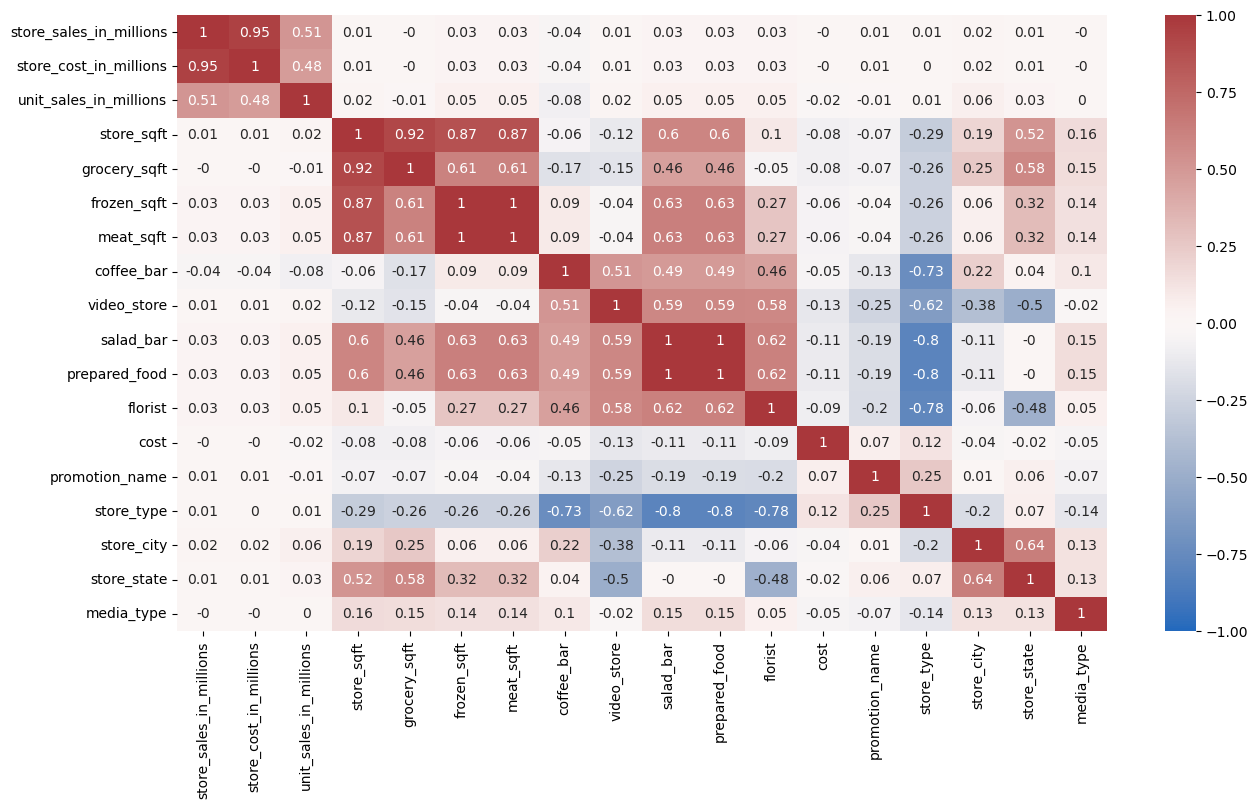 store_sales_in_millions 1 0.95 0.51 0.01 -0 0.03 0.03 -0.04 0.01 0.03 0.03 0.03 -0 0.01 0.01 0.02 0.01 -0
store_cost_in_millions 0.95 1 0.48 0.01 -0 0.03 0.03 -0.04 0.01 0.03 0.03 0.03 -0 0.01 0 0.02 0.01 -0
unit_sales_in_millions 0.51 0.48 1 0.02 -0.01 0.05 0.05 -0.08 0.02 0.05 0.05 0.05 -0.02 -0.01 0.01 0.06 0.03 0
store_sqft 0.01 0.01 0.02 1 0.92 0.87 0.87 -0.06 -0.12 0.6 0.6 0.1 -0.08 -0.07 -0.29 0.19 0.52 0.16
grocery_sqft -0 -0 -0.01 0.92 1 0.61 0.61 -0.17 -0.15 0.46 0.46 -0.05 -0.08 -0.07 -0.26 0.25 0.58 0.15
frozen_sqft 0.03 0.03 0.05 0.87 0.61 1 1 0.09 -0.04 0.63 0.63 0.27 -0.06 -0.04 -0.26 0.06 0.32 0.14
meat_sqft 0.03 0.03 0.05 0.87 0.61 1 1 0.09 -0.04 0.63 0.63 0.27 -0.06 -0.04 -0.26 0.06 0.32 0.14
coffee_bar -0.04 -0.04 -0.08 -0.06 -0.17 0.09 0.09 1 0.51 0.49 0.49 0.46 -0.05 -0.13 -0.73 0.22 0.04 0.1
video_store 0.01 0.01 0.02 -0.12 -0.15 -0.04 -0.04 0.51 1 0.59 0.59 0.58 -0.13 -0.25 -0.62 -0.38 -0.5 -0.02
salad_bar 0.03 0.03 0.05 0.6 0.46 0.63 0.63 0.49 0.59 1 1 0.62 -0.11 -0.19 -0.8 -0.11 -0 0.15
prepared_food 0.03 0.03 0.05 0.6 0.46 0.63 0.63 0.49 0.59 1 1 0.62 -0.11 -0.19 -0.8 -0.11 -0 0.15
florist 0.03 0.03 0.05 0.1 -0.05 0.27 0.27 0.46 0.58 0.62 0.62 1 -0.09 -0.2 -0.78 -0.06 -0.48 0.05
cost -0 -0 -0.02 -0.08 -0.08 -0.06 -0.06 -0.05 -0.13 -0.11 -0.11 -0.09 1 0.07 0.12 -0.04 -0.02 -0.05
promotion_name 0.01 0.01 -0.01 -0.07 -0.07 -0.04 -0.04 -0.13 -0.25 -0.19 -0.19 -0.2 0.07 1 0.25 0.01 0.06 -0.07
store_type 0.01 0 0.01 -0.29 -0.26 -0.26 -0.26 -0.73 -0.62 -0.8 -0.8 -0.78 0.12 0.25 1 -0.2 0.07 -0.14
store_city 0.02 0.02 0.06 0.19 0.25 0.06 0.06 0.22 -0.38 -0.11 -0.11 -0.06 -0.04 0.01 -0.2 1 0.64 0.13
store_state 0.01 0.01 0.03 0.52 0.58 0.32 0.32 0.04 -0.5 -0 -0 -0.48 -0.02 0.06 0.07 0.64 1 0.13
media_type -0 -0 0 0.16 0.15 0.14 0.14 0.1 -0.02 0.15 0.15 0.05 -0.05 -0.07 -0.14 0.13 0.13 1
store_sales_in_millions
store_cost_in_millions
unit_sales_in_millions
store_sqft
grocery_sqft
frozen_sqft
meat_sqft
coffee_bar
video_store
salad_bar
prepared_food
florist
cost
promotion_name
store_type
store_city
store_state
media_type
1.00
0.75
0.50
0.25
0.00
−0.25
−0.50
−0.75
−1.00